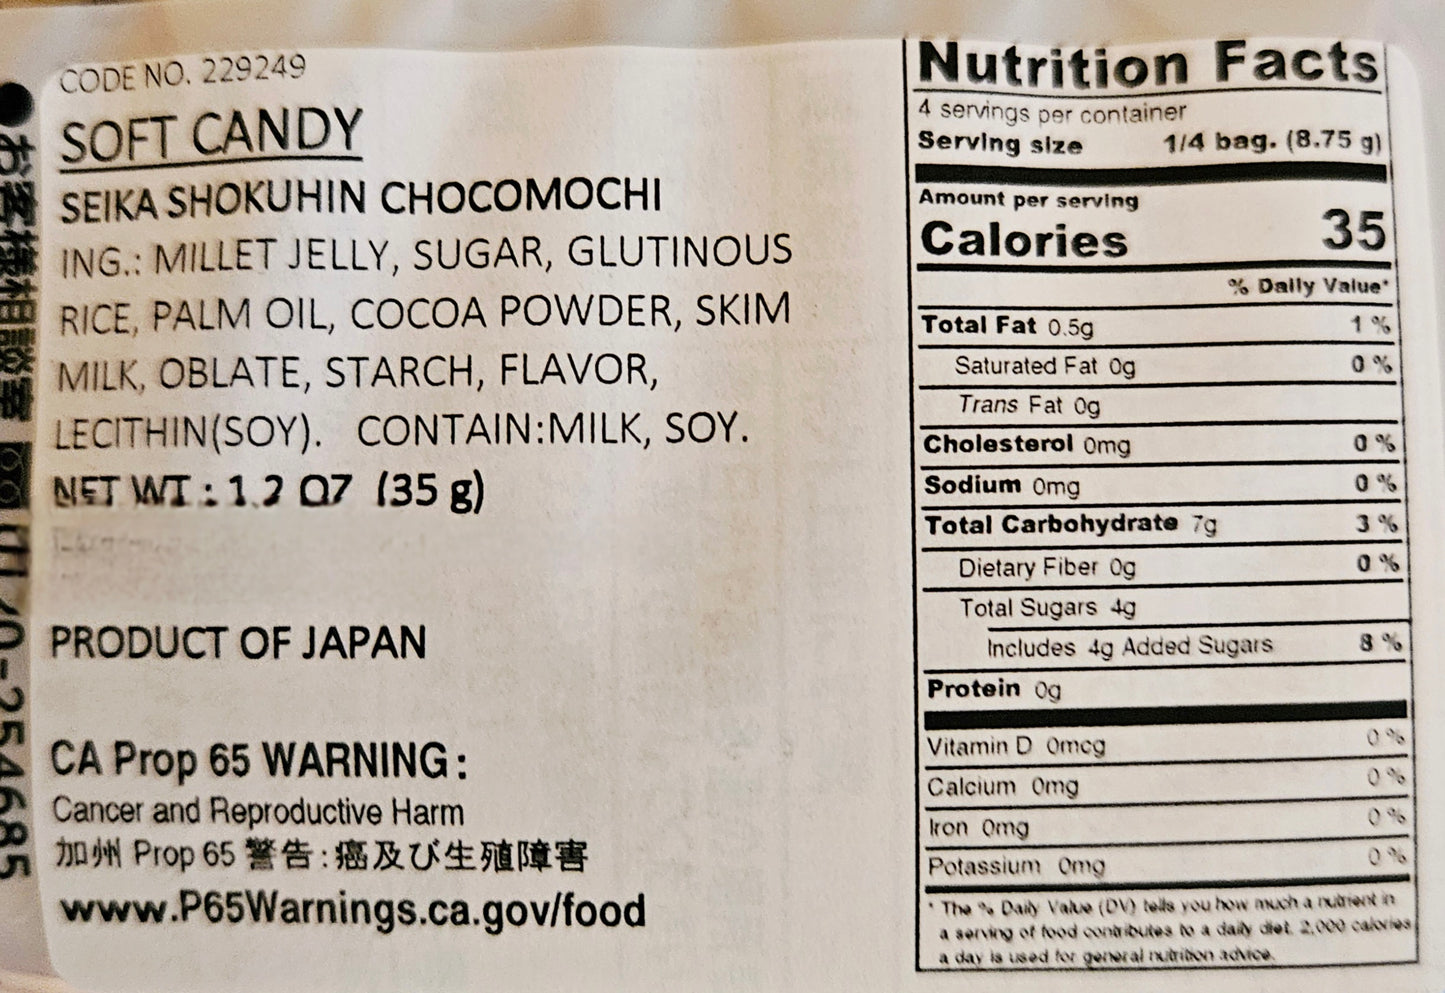 CODE NO. 229249
SOFT CANDY
SEIKA SHOKUHIN CHOCOMOCHI
ING.: MILLET JELLY, SUGAR, GLUTINOUS
RICE, PALM OIL, COCOA POWDER, SKIM
MILK, OBLATE, STARCH, FLAVOR,
LECITHIN(SOY). CONTAIN:MILK, SOY.
NET WT : 1.2 OZ (35 g)
PRODUCT OF JAPAN
CA Prop 65 WARNING:
Cancer and Reproductive Harm
加州 Prop 65 警告:癌及び生殖障害
www.P65Warnings.ca.gov/food
Nutrition Facts
4 servings per container
Serving size 1/4 bag. (8.75 g)
Amount per serving
Calories 35
% Daily Value*
Total Fat 0.5g 1 %
Saturated Fat 0g 0 %
Trans Fat 0g
Cholesterol 0mg 0 %
Sodium 0mg 0 %
Total Carbohydrate 7g 3 %
Dietary Fiber 0g 0 %
Total Sugars 4g
Includes 4g Added Sugars 8 %
Protein 0g
Vitamin D 0mcg 0 %
Calcium 0mg 0 %
Iron 0mg 0 %
Potassium 0mg 0 %
* The % Daily Value (DV) tells you how much a nutrient in
a serving of food contributes to a daily diet. 2,000 calories
a day is used for general nutrition advice.
●お客様相談室
-254685